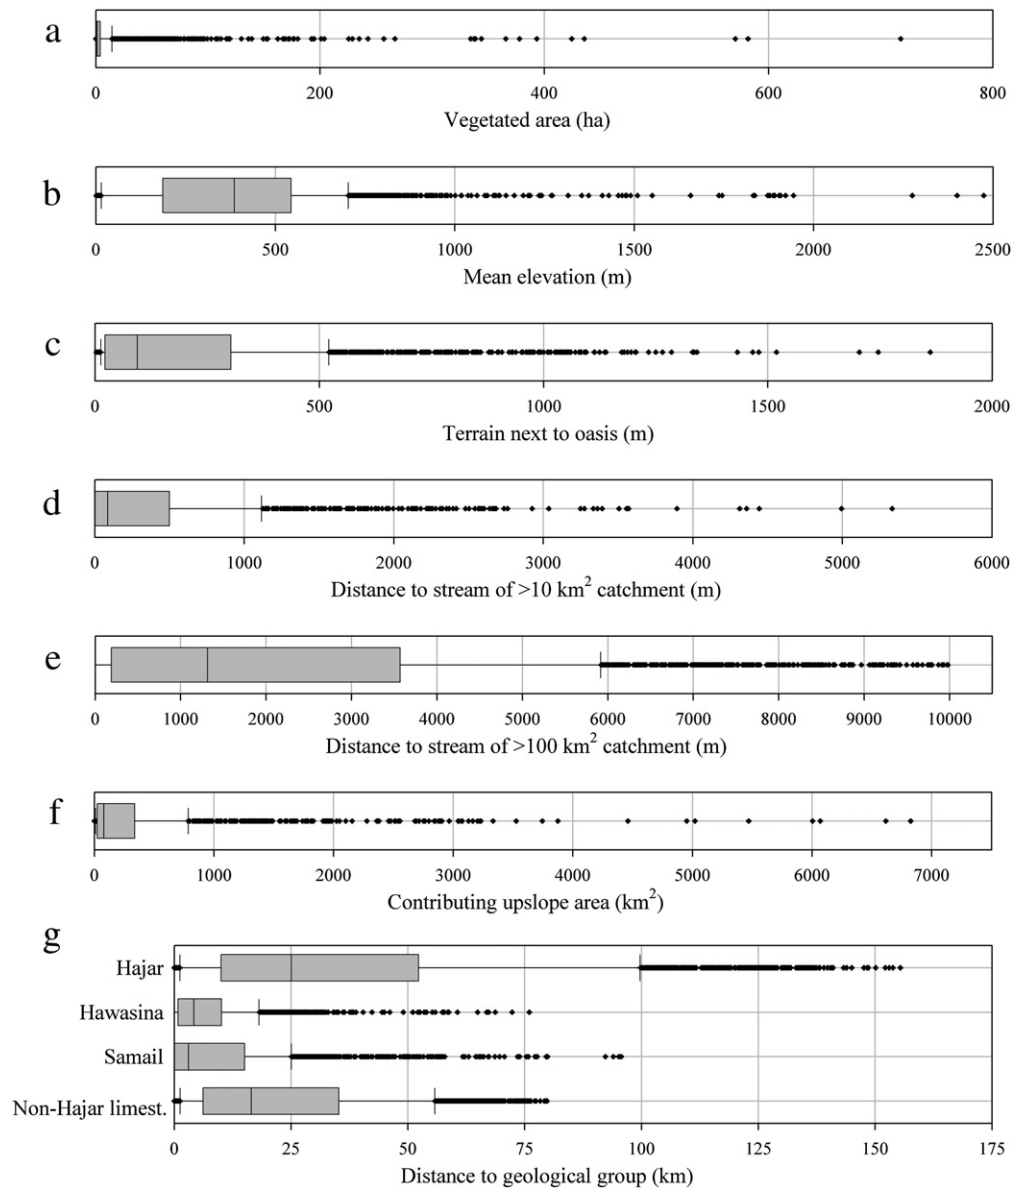 a
0 200 400 600 800
Vegetated area (ha)
b
0 500 1000 1500 2000 2500
Mean elevation (m)
c
0 500 1000 1500 2000
Terrain next to oasis (m)
d
0 1000 2000 3000 4000 5000 6000
Distance to stream of >10 km² catchment (m)
e
0 1000 2000 3000 4000 5000 6000 7000 8000 9000 10000
Distance to stream of >100 km² catchment (m)
f
0 1000 2000 3000 4000 5000 6000 7000
Contributing upslope area (km²)
g
Hajar
Hawasina
Samail
Non-Hajar limest.
0 25 50 75 100 125 150 175
Distance to geological group (km)